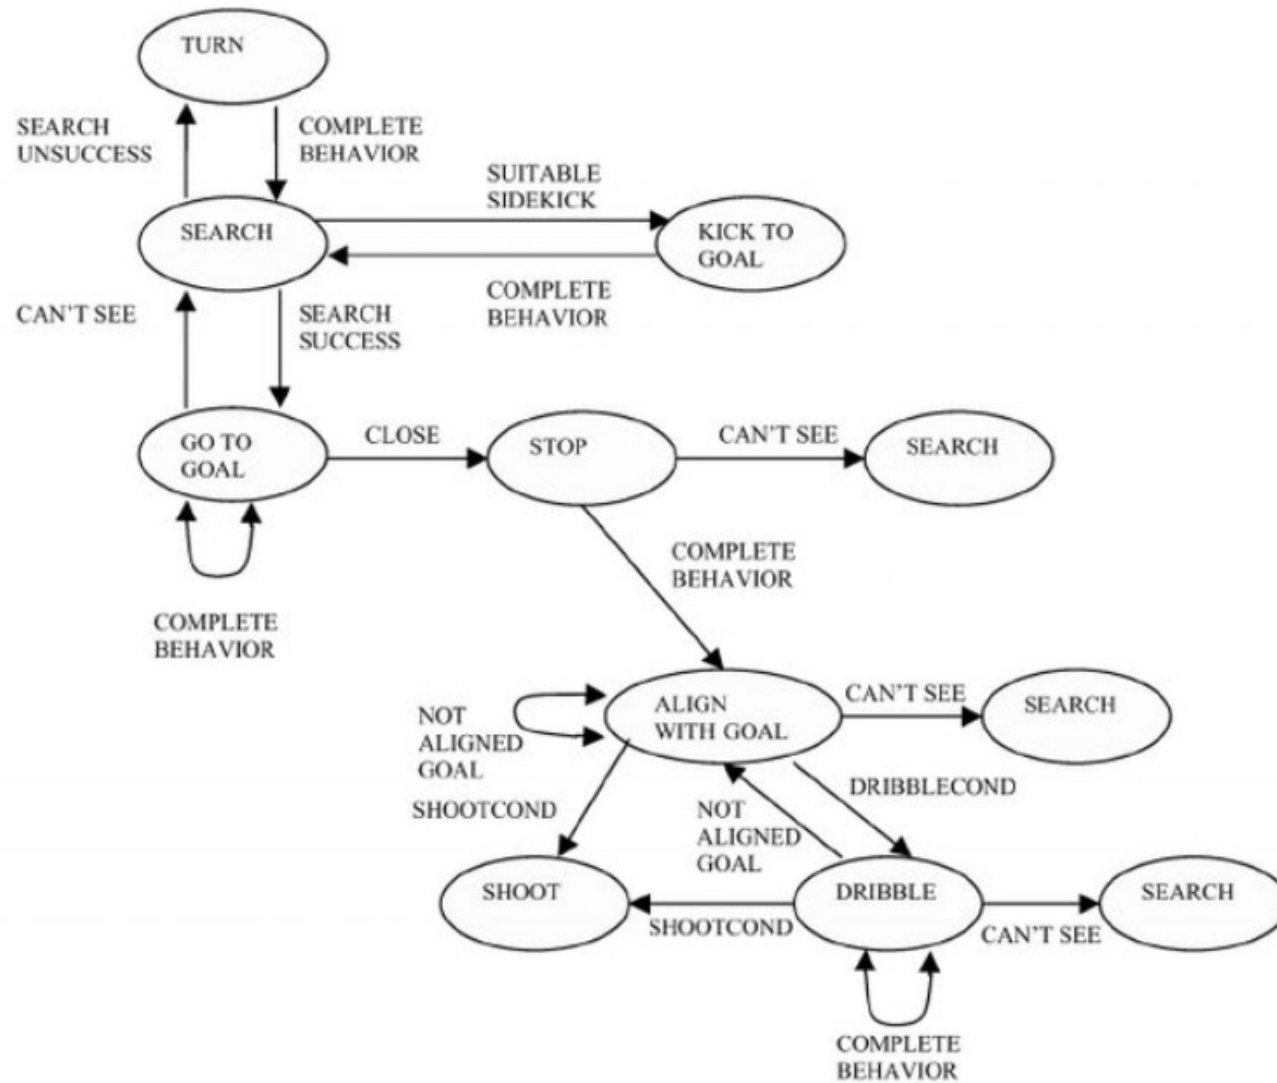 TURN
SEARCH
UNSUCCESS
COMPLETE
BEHAVIOR
SUITABLE
SIDEKICK
SEARCH
KICK TO
GOAL
COMPLETE
BEHAVIOR
CAN'T SEE
SEARCH
SUCCESS
GO TO
GOAL
CLOSE
STOP
CAN'T SEE
SEARCH
COMPLETE
BEHAVIOR
COMPLETE
BEHAVIOR
NOT
ALIGNED
GOAL
ALIGN
WITH GOAL
CAN'T SEE
SEARCH
SHOOTCOND
NOT
ALIGNED
GOAL
DRIBBLECOND
SHOOT
SHOOTCOND
DRIBBLE
CAN'T SEE
SEARCH
COMPLETE
BEHAVIOR